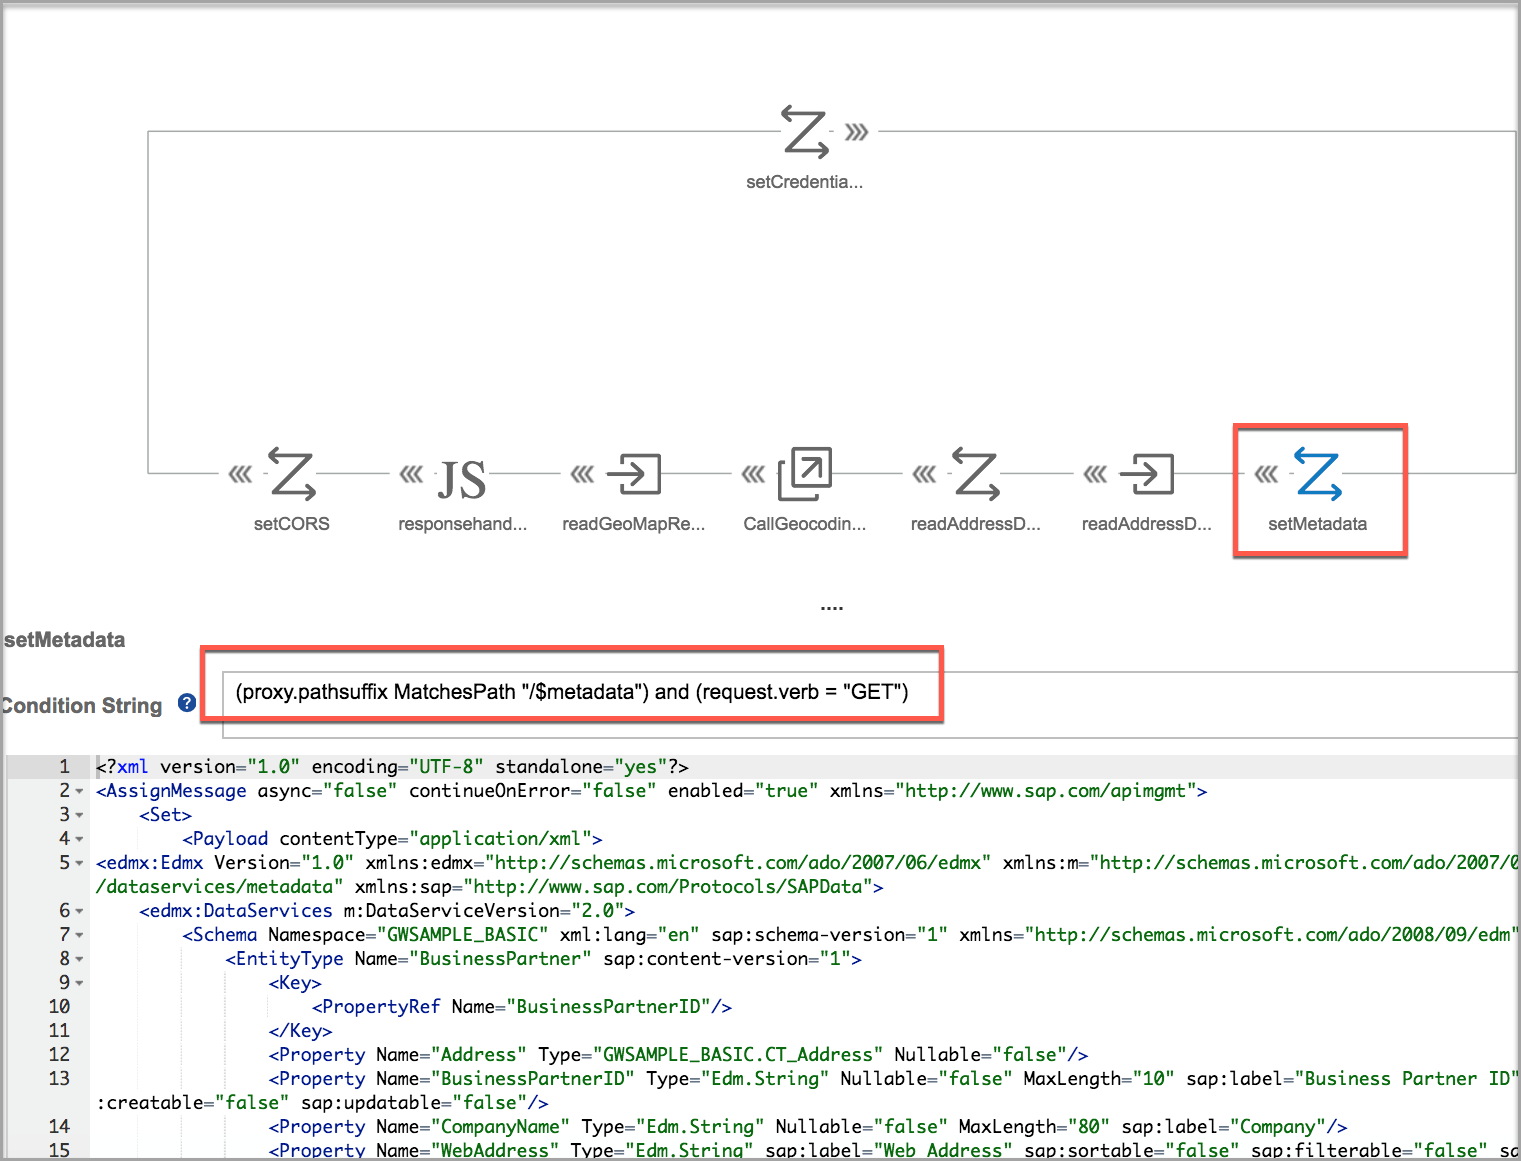 setCredentia...
setCORS
JS
responsehand...
readGeoMapRe...
CallGeocodin...
readAddressD...
readAddressD...
setMetadata
....
setMetadata
Condition String ?
(proxy.pathsuffix MatchesPath "/$metadata") and (request.verb = "GET")
1 <?xml version="1.0" encoding="UTF-8" standalone="yes"?>
2 <AssignMessage async="false" continueOnError="false" enabled="true" xmlns="http://www.sap.com/apimgmt">
3 <Set>
4 <Payload contentType="application/xml">
5 <edmx:Edmx Version="1.0" xmlns:edmx="http://schemas.microsoft.com/ado/2007/06/edmx" xmlns:m="http://schemas.microsoft.com/ado/2007/0
/dataservices/metadata" xmlns:sap="http://www.sap.com/Protocols/SAPData">
6 <edmx:DataServices m:DataServiceVersion="2.0">
7 <Schema Namespace="GWSAMPLE_BASIC" xml:lang="en" sap:schema-version="1" xmlns="http://schemas.microsoft.com/ado/2008/09/edm"
8 <EntityType Name="BusinessPartner" sap:content-version="1">
9 <Key>
10 <PropertyRef Name="BusinessPartnerID"/>
11 </Key>
12 <Property Name="Address" Type="GWSAMPLE_BASIC.CT_Address" Nullable="false"/>
13 <Property Name="BusinessPartnerID" Type="Edm.String" Nullable="false" MaxLength="10" sap:label="Business Partner ID"
:creatable="false" sap:updatable="false"/>
14 <Property Name="CompanyName" Type="Edm.String" Nullable="false" MaxLength="80" sap:label="Company"/>
15 <Property Name="WebAddress" Type="Edm.String" sap:label="Web Address" sap:sortable="false" sap:filterable="false" sa